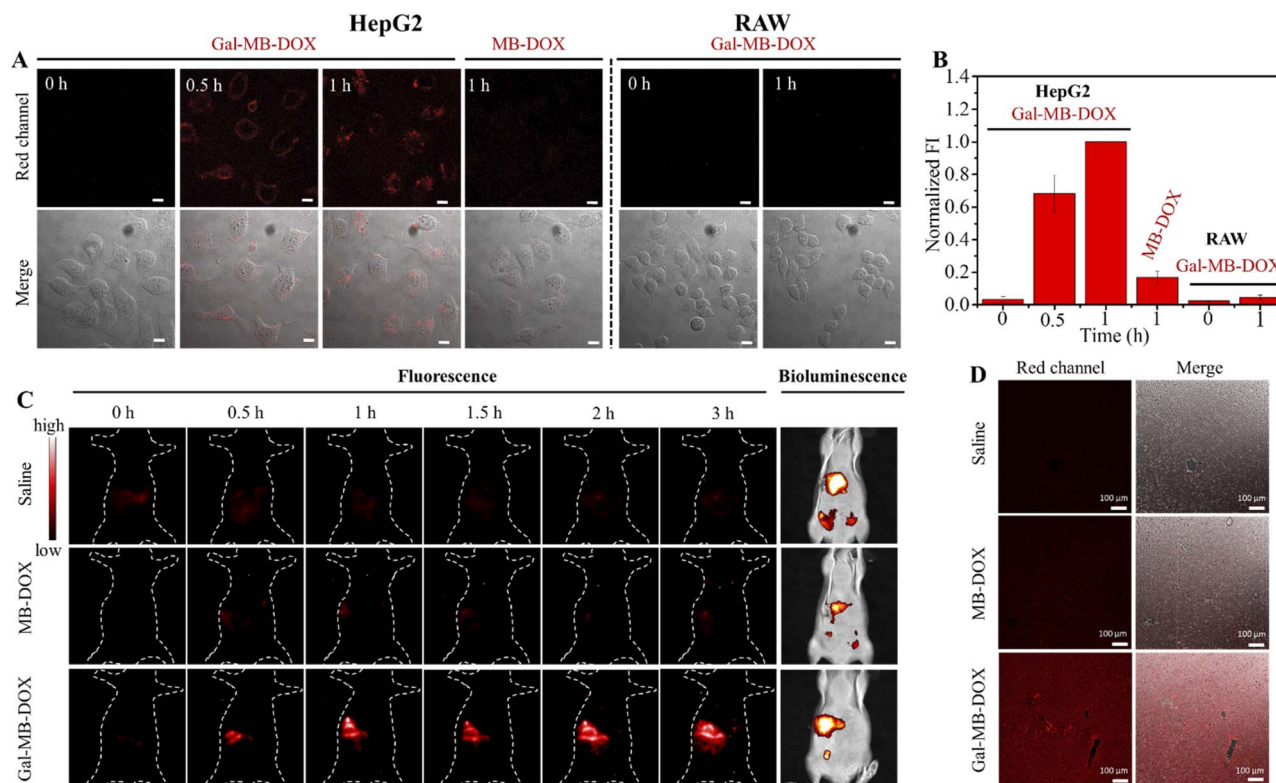 HepG2
RAW
Gal-MB-DOX
MB-DOX
Gal-MB-DOX
A
0 h
0.5 h
1 h
1 h
0 h
1 h
Red channel
Merge
B
1.4
1.2
1.0
0.8
0.6
0.4
0.2
0.0
Normalized FI
HepG2
Gal-MB-DOX
MB-DOX
RAW
Gal-MB-DOX
0
0.5
1
1
0
1
Time (h)
C
Fluorescence
Bioluminescence
0 h
0.5 h
1 h
1.5 h
2 h
3 h
high
low
Saline
MB-DOX
Gal-MB-DOX
D
Red channel
Merge
Saline
100 µm
100 µm
MB-DOX
100 µm
100 µm
Gal-MB-DOX
100 µm
100 µm